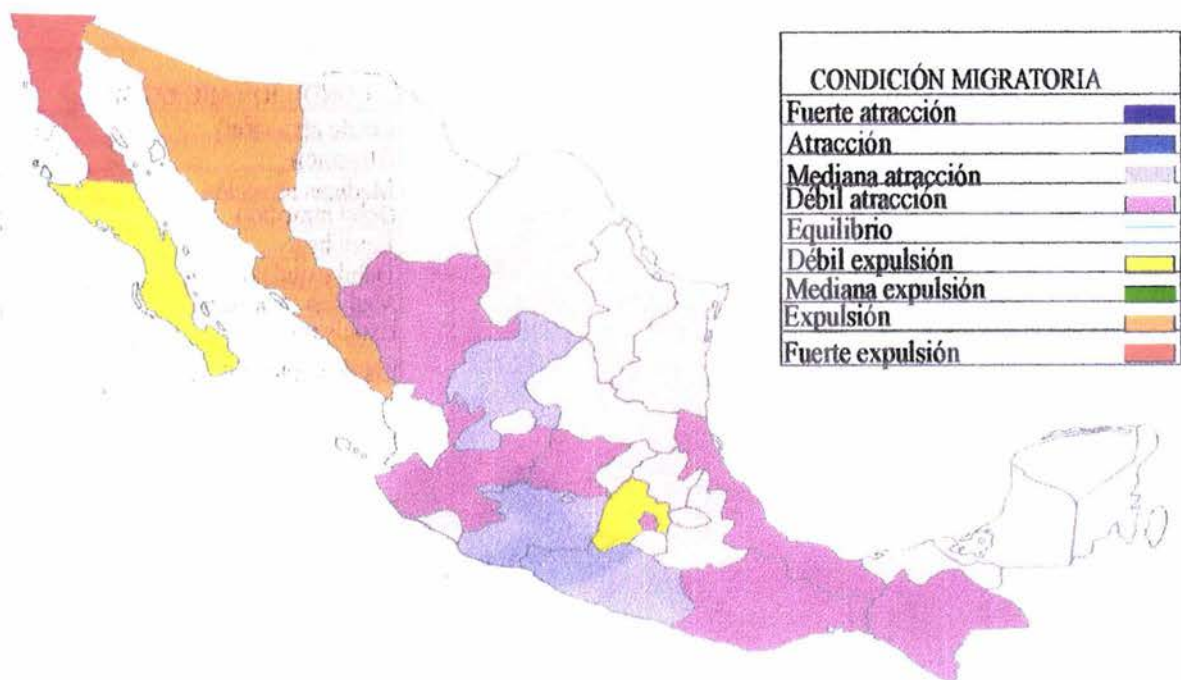 CONDICIÓN MIGRATORIA
Fuerte atracción
Atracción
Mediana atracción
Débil atracción
Equilibrio
Débil expulsión
Mediana expulsión
Expulsión
Fuerte expulsión